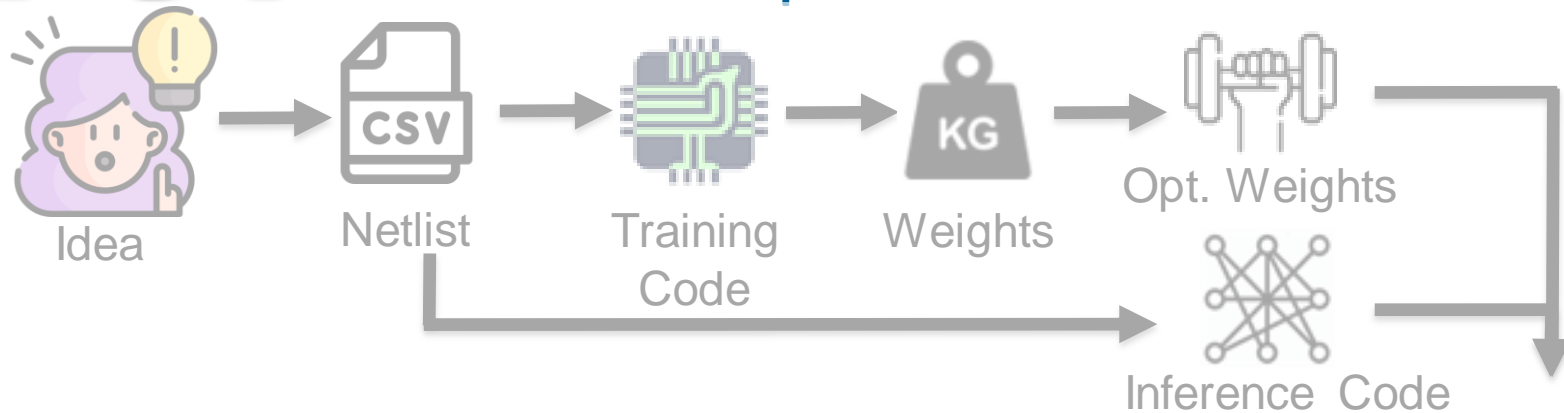 CSV
KG
Idea
Netlist
Training
Code
Weights
Opt. Weights
Inference Code